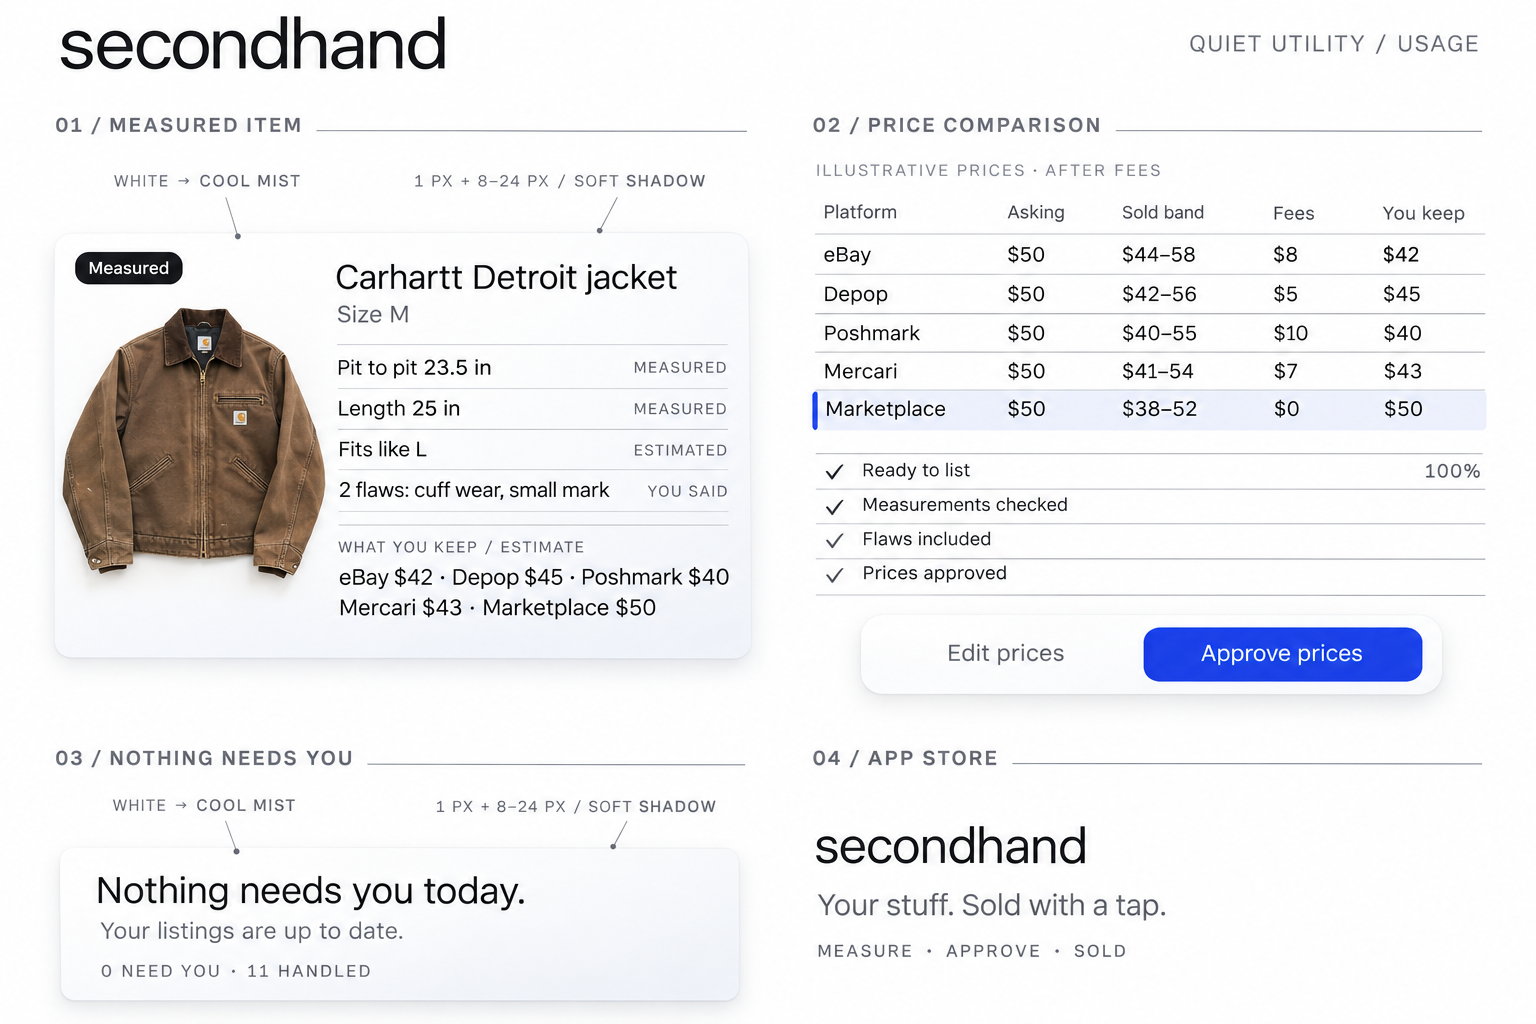 secondhand
QUIET UTILITY / USAGE
01 / MEASURED ITEM
WHITE → COOL MIST
1 PX + 8–24 PX / SOFT SHADOW
Measured
Carhartt Detroit jacket
Size M
Pit to pit 23.5 in MEASURED
Length 25 in MEASURED
Fits like L ESTIMATED
2 flaws: cuff wear, small mark YOU SAID
WHAT YOU KEEP / ESTIMATE
eBay $42 · Depop $45 · Poshmark $40
Mercari $43 · Marketplace $50
02 / PRICE COMPARISON
ILLUSTRATIVE PRICES · AFTER FEES
Platform Asking Sold band Fees You keep
eBay $50 $44–58 $8 $42
Depop $50 $42–56 $5 $45
Poshmark $50 $40–55 $10 $40
Mercari $50 $41–54 $7 $43
Marketplace $50 $38–52 $0 $50
✓ Ready to list 100%
✓ Measurements checked
✓ Flaws included
✓ Prices approved
Edit prices Approve prices
03 / NOTHING NEEDS YOU
WHITE → COOL MIST
1 PX + 8–24 PX / SOFT SHADOW
Nothing needs you today.
Your listings are up to date.
0 NEED YOU · 11 HANDLED
04 / APP STORE
secondhand
Your stuff. Sold with a tap.
MEASURE · APPROVE · SOLD